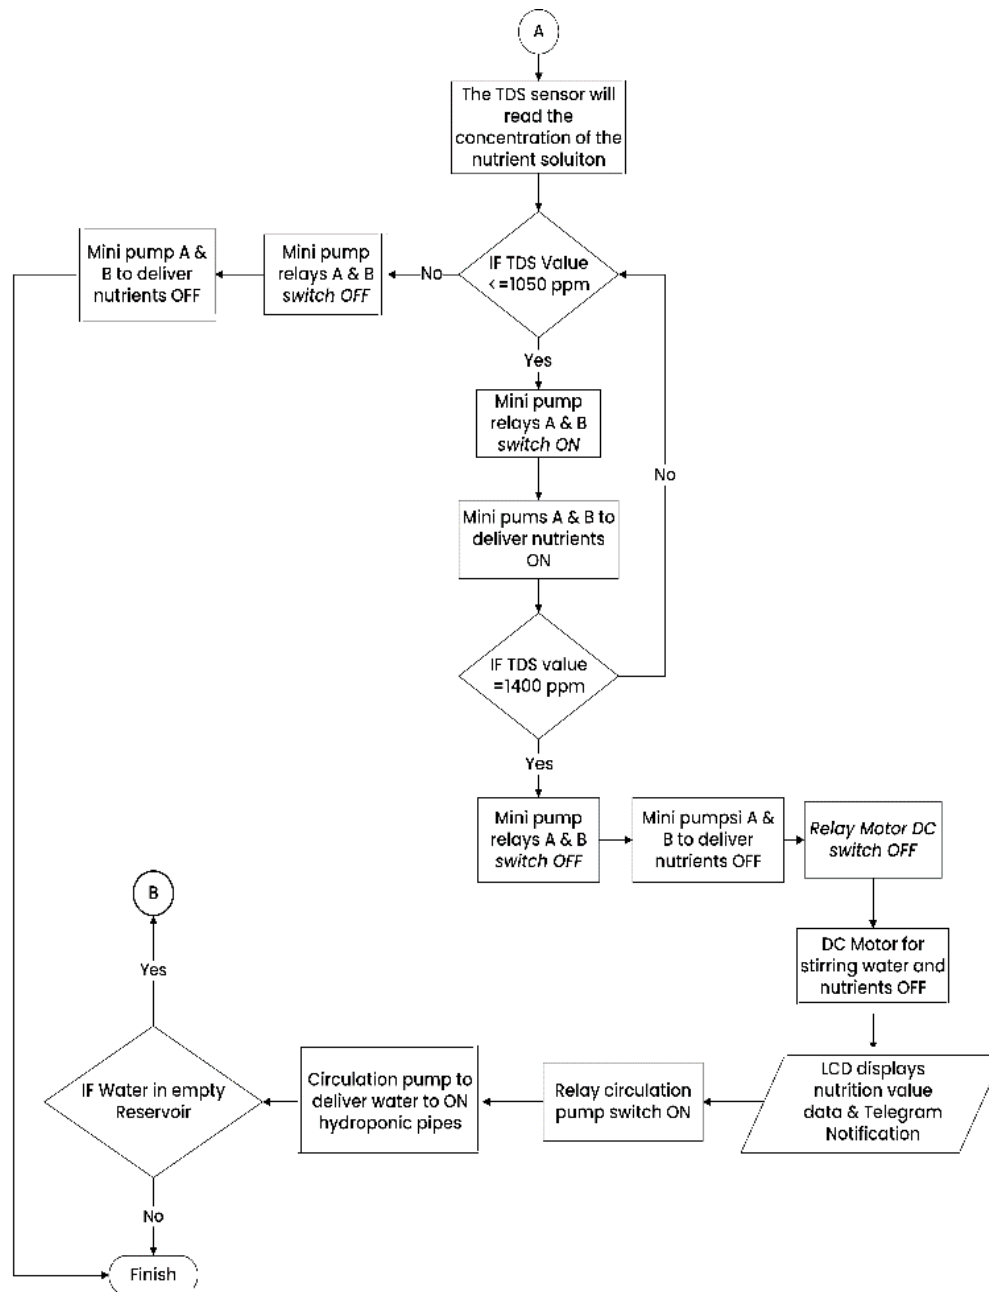 A
The TDS sensor will
read the
concentration of the
nutrient soluiton
IF TDS Value
<=1050 ppm
No
Mini pump
relays A & B
switch OFF
Mini pump A &
B to deliver
nutrients OFF
Yes
Mini pump
relays A & B
switch ON
No
Mini pums A & B to
deliver nutrients
ON
IF TDS value
=1400 ppm
Yes
Mini pump
relays A & B
switch OFF
Mini pumpsi A &
B to deliver
nutrients OFF
Relay Motor DC
switch OFF
DC Motor for
stirring water and
nutrients OFF
LCD displays
nutrition value
data & Telegram
Notification
Relay circulation
pump switch ON
Circulation pump to
deliver water to ON
hydroponic pipes
IF Water in empty
Reservoir
Yes
B
No
Finish